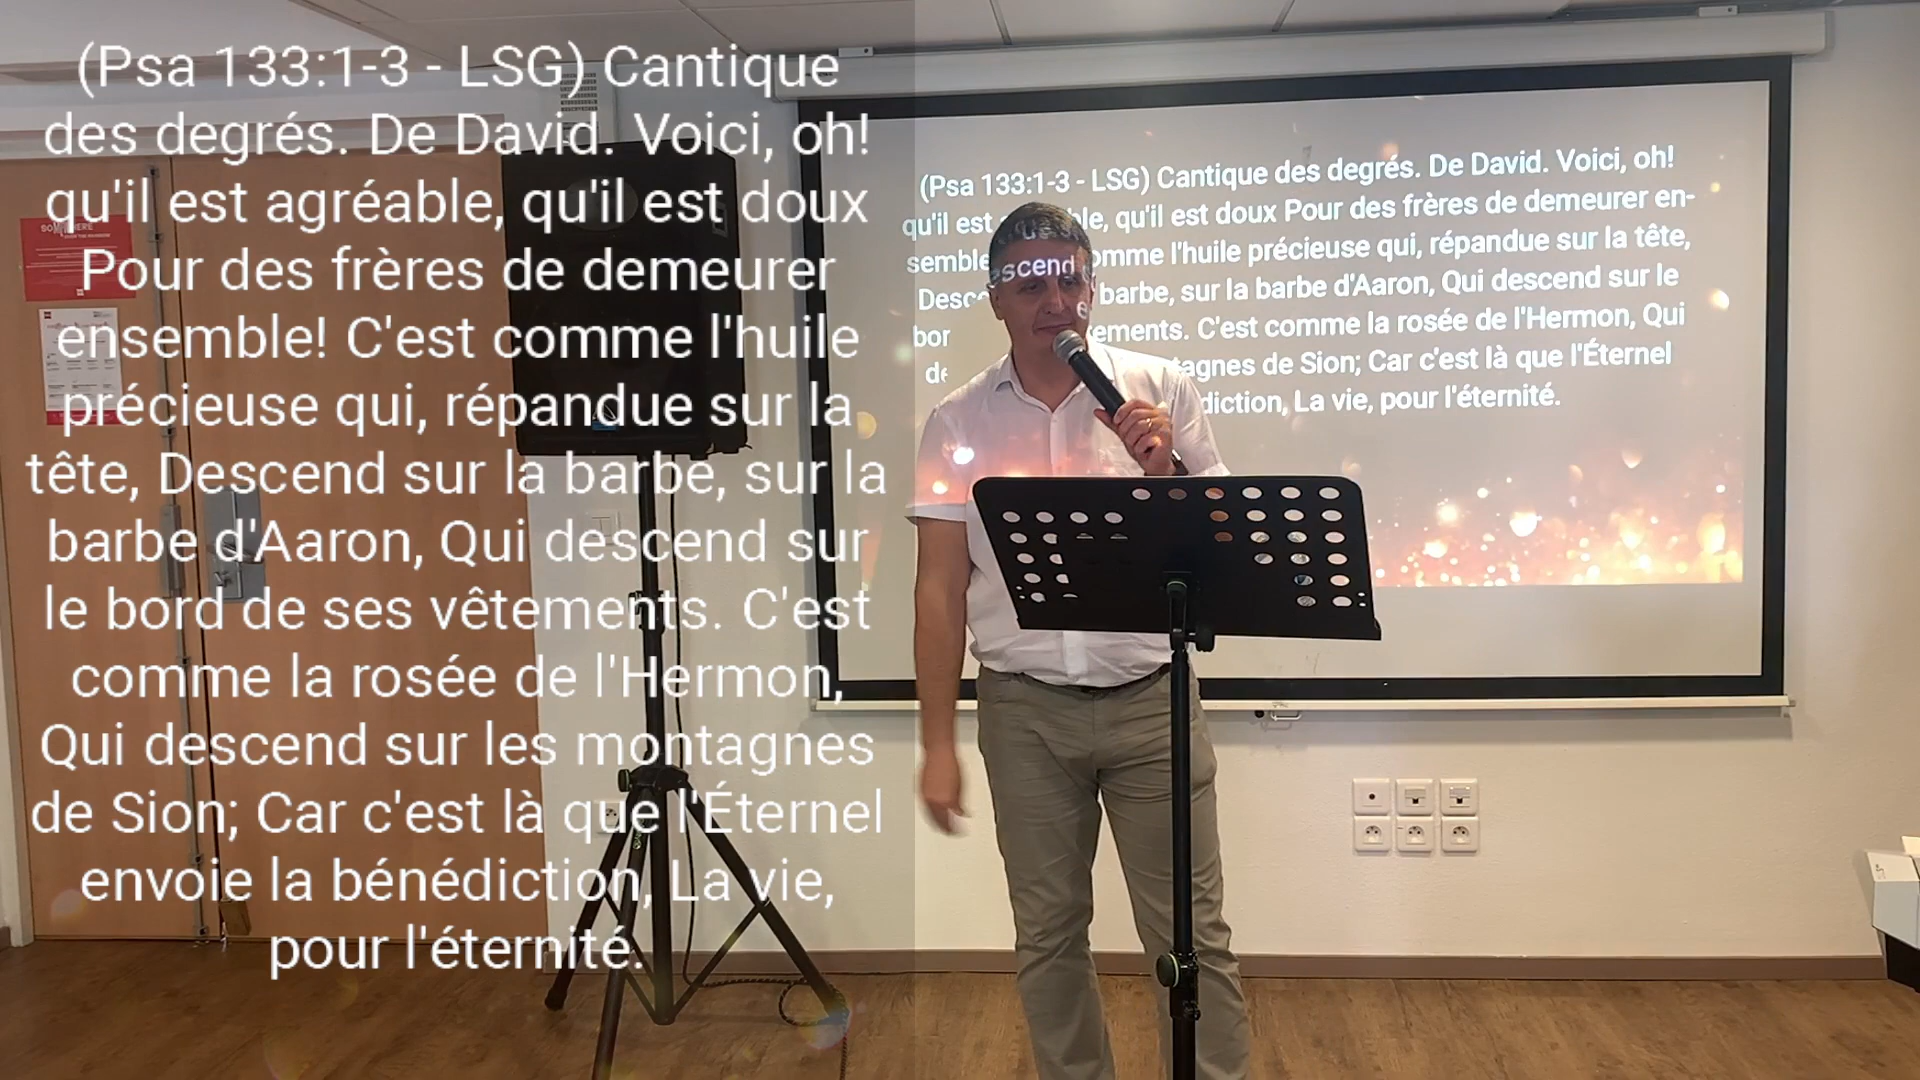 (Psa 133:1-3 - LSG) Cantique
des degrés. De David. Voici, oh!
qu'il est agréable, qu'il est doux
Pour des frères de demeurer
ensemble! C'est comme l'huile
précieuse qui, répandue sur la
tête, Descend sur la barbe, sur la
barbe d'Aaron, Qui descend sur
le bord de ses vêtements. C'est
comme la rosée de l'Hermon,
Qui descend sur les montagnes
de Sion; Car c'est là que l'Éternel
envoie la bénédiction, La vie,
pour l'éternité.
(Psa 133:1-3 - LSG) Cantique des degrés. De David. Voici, oh!
qu'il est ble, qu'il est doux Pour des frères de demeurer en-
semble omme l'huile précieuse qui, répandue sur la tête,
Desc escend barbe, sur la barbe d'Aaron, Qui descend sur le
bor ements. C'est comme la rosée de l'Hermon, Qui
de tagnes de Sion; Car c'est là que l'Éternel
diction, La vie, pour l'éternité.